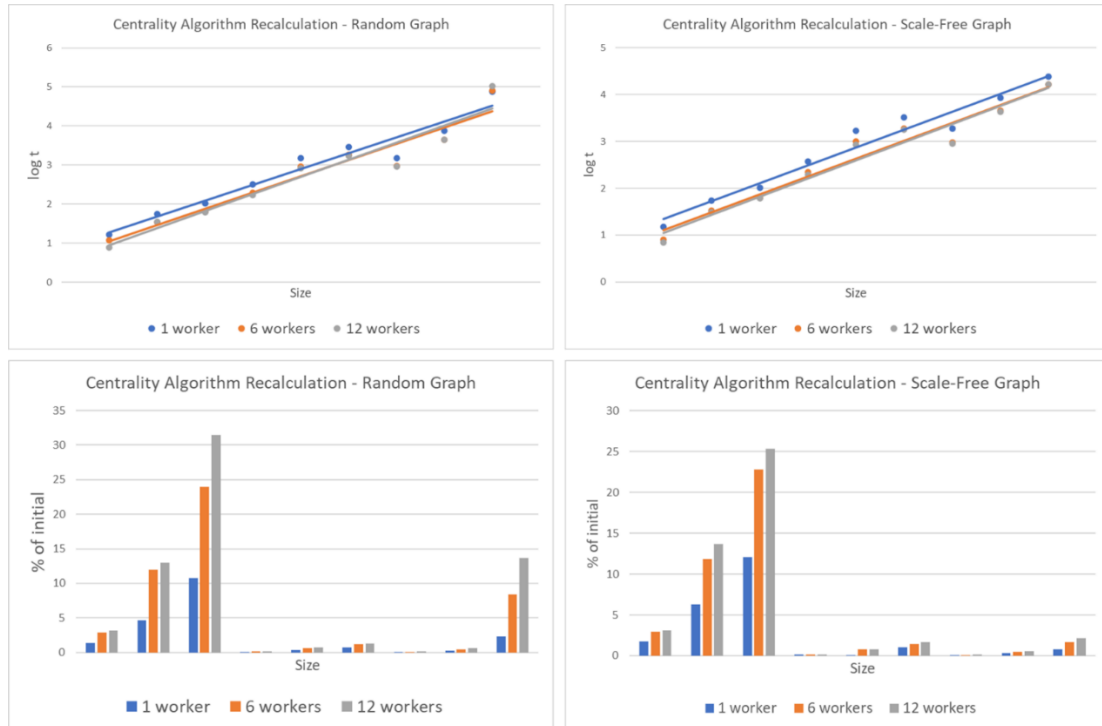 Centrality Algorithm Recalculation - Random Graph
6
5
4
3
2
1
0
log t
Size
1 worker 6 workers 12 workers
Centrality Algorithm Recalculation - Scale-Free Graph
5
4
3
2
1
0
log t
Size
1 worker 6 workers 12 workers
Centrality Algorithm Recalculation - Random Graph
35
30
25
20
15
10
5
0
% of initial
Size
1 worker 6 workers 12 workers
Centrality Algorithm Recalculation - Scale-Free Graph
30
25
20
15
10
5
0
% of initial
Size
1 worker 6 workers 12 workers